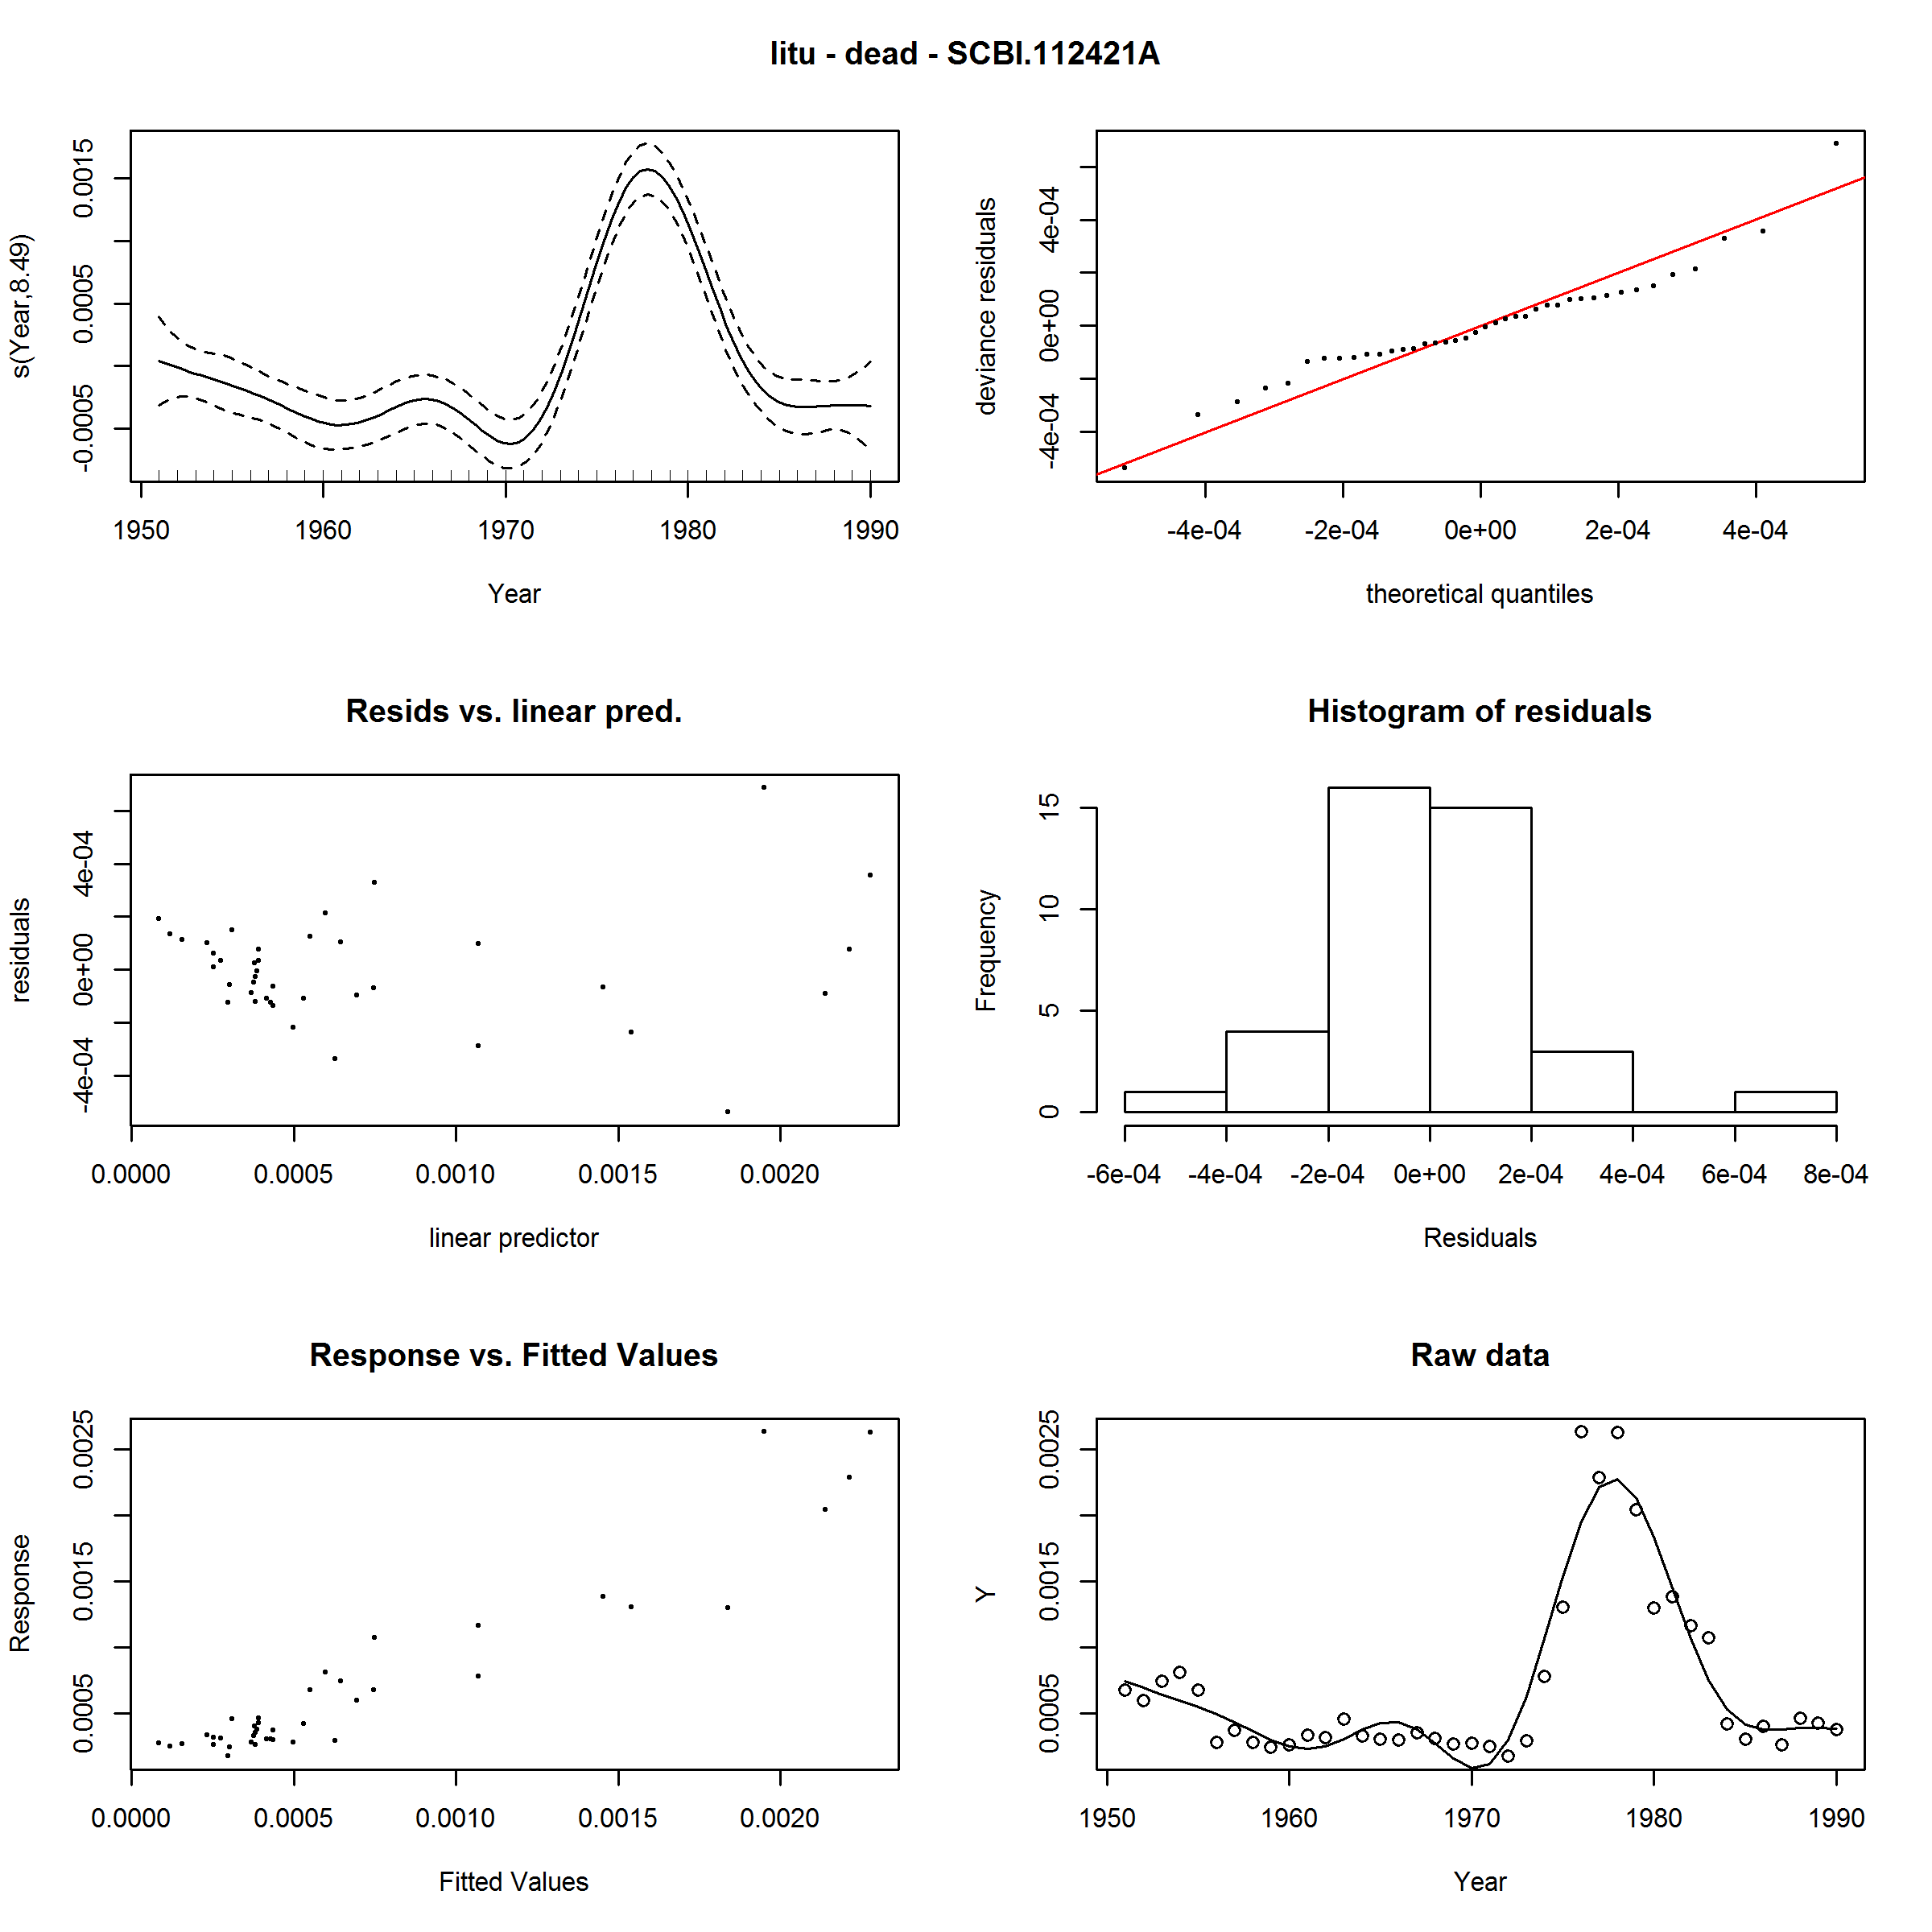 litu - dead - SCBI.112421A
s(Year,8.49)
-0.0005 0.0005 0.0015
1950 1960 1970 1980 1990
Year
deviance residuals
-4e-04 0e+00 4e-04
-4e-04 -2e-04 0e+00 2e-04 4e-04
theoretical quantiles
Resids vs. linear pred.
residuals
-4e-04 0e+00 4e-04
0.0000 0.0005 0.0010 0.0015 0.0020
linear predictor
Histogram of residuals
Frequency
0 5 10 15
-6e-04 -4e-04 -2e-04 0e+00 2e-04 4e-04 6e-04 8e-04
Residuals
Response vs. Fitted Values
Response
0.0005 0.0015 0.0025
0.0000 0.0005 0.0010 0.0015 0.0020
Fitted Values
Raw data
Y
0.0005 0.0015 0.0025
1950 1960 1970 1980 1990
Year